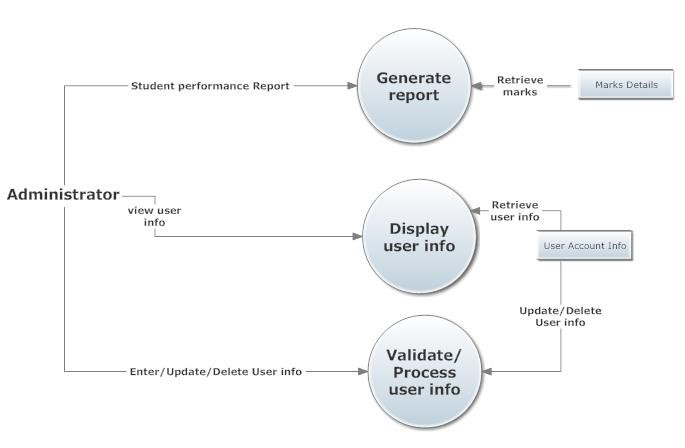 Generate
report
Student performance Report
Retrieve
marks
Marks Details
Administrator
view user
info
Display
user info
Retrieve
user info
User Account Info
Update/Delete
User info
Validate/
Process
user info
Enter/Update/Delete User info